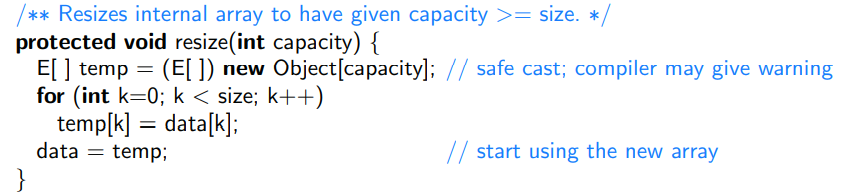 /** Resizes internal array to have given capacity >= size. */
protected void resize(int capacity) {
E[ ] temp = (E[ ]) new Object[capacity]; // safe cast; compiler may give warning
for (int k=0; k < size; k++)
temp[k] = data[k];
data = temp; // start using the new array
}